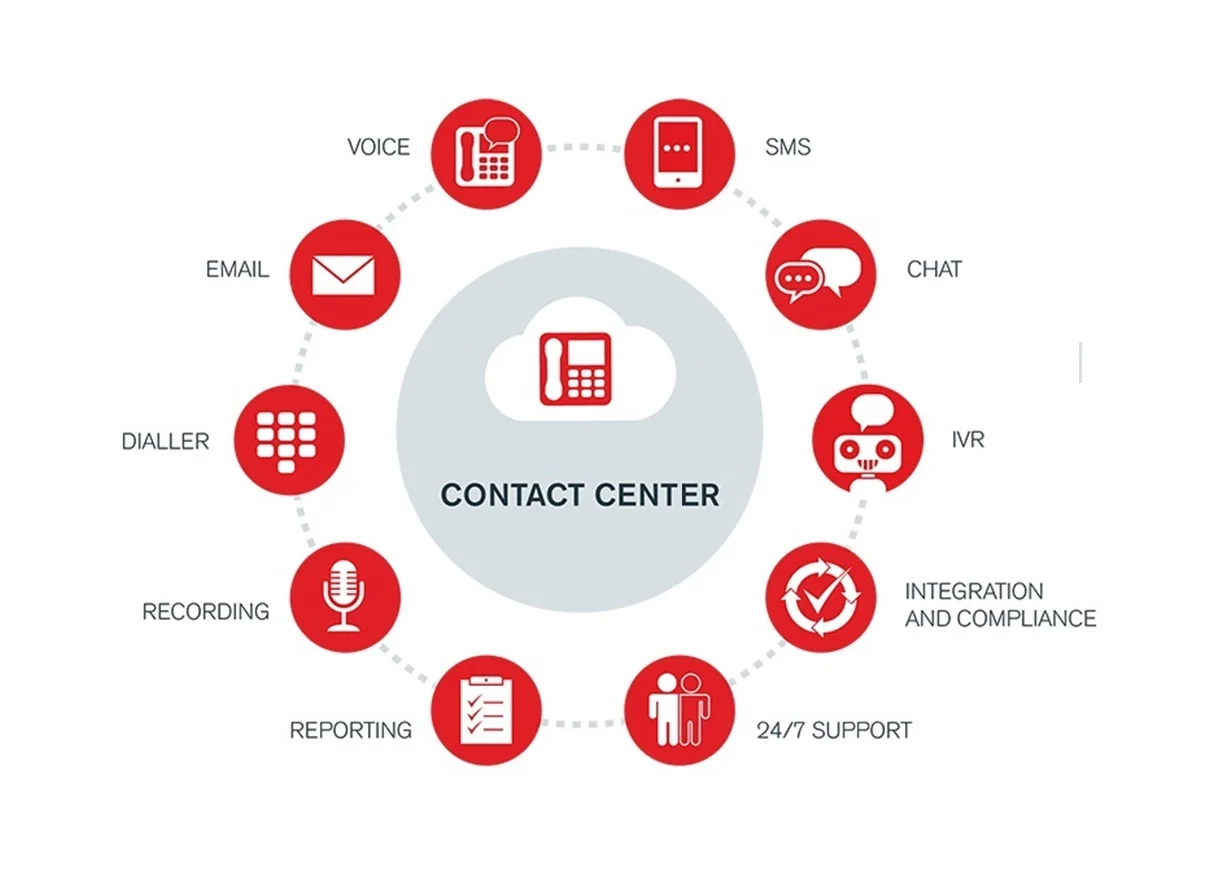 VOICE
SMS
EMAIL
CHAT
DIALLER
IVR
CONTACT CENTER
RECORDING
INTEGRATION
AND COMPLIANCE
REPORTING
24/7 SUPPORT